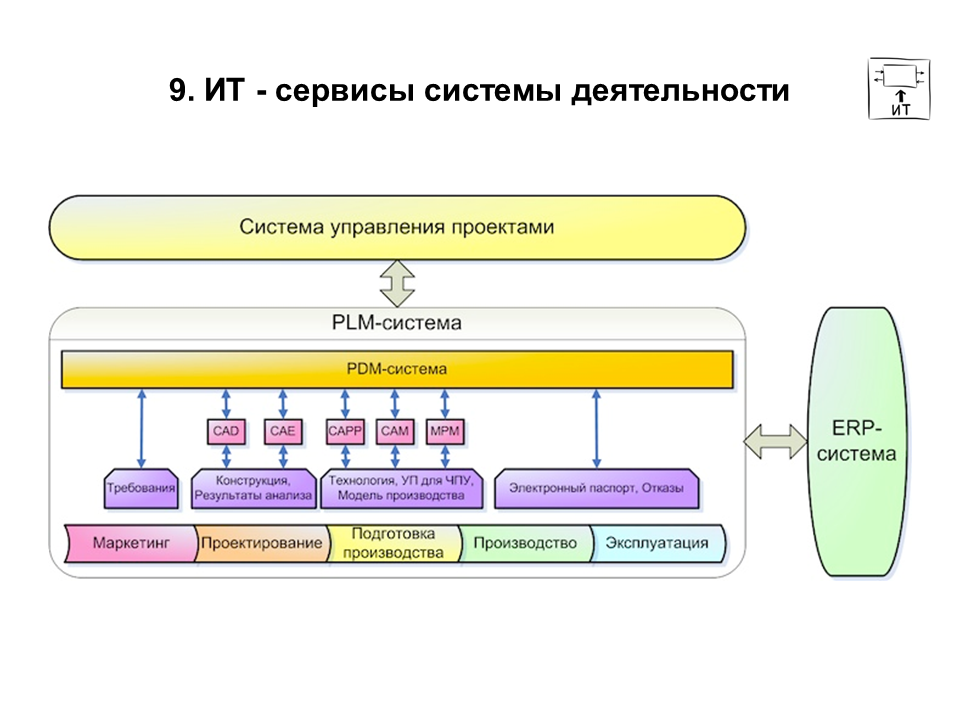 9. ИТ - сервисы системы деятельности
ИТ
Система управления проектами
PLM-система
PDM-система
CAD
CAE
CAPP
CAM
MPM
ERP-
система
Требования
Конструкция,
Результаты анализа
Технология, УП для ЧПУ,
Модель производства
Электронный паспорт, Отказы
Маркетинг
Проектирование
Подготовка
производства
Производство
Эксплуатация